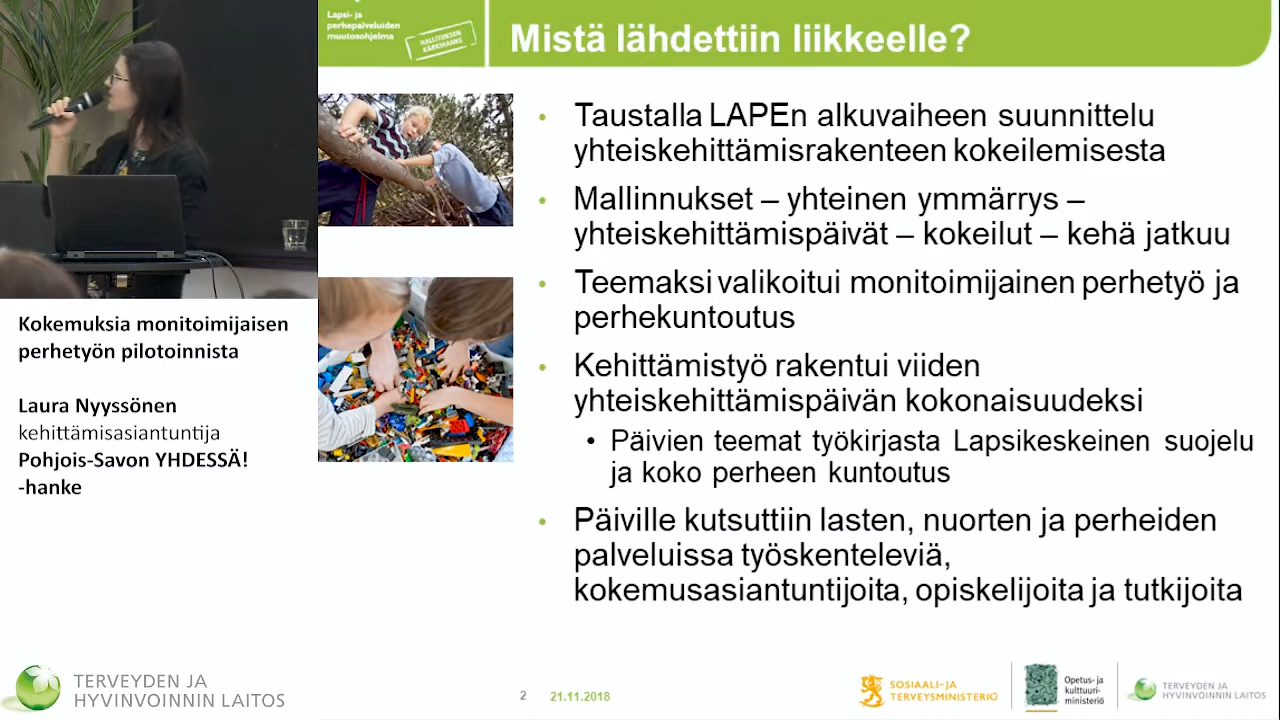 Lapsi- ja
perhepalveluiden
muutosohjelma
HALLITUKSEN
KÄRKIHANKE
Mistä lähdettiin liikkeelle?
• Taustalla LAPEn alkuvaiheen suunnittelu
yhteiskehittämisrakenteen kokeilemisesta
• Mallinnukset – yhteinen ymmärrys –
yhteiskehittämispäivät – kokeilut – kehä jatkuu
• Teemaksi valikoitui monitoimijainen perhetyö ja
perhekuntoutus
• Kehittämistyö rakentui viiden
yhteiskehittämispäivän kokonaisuudeksi
• Päivien teemat työkirjasta Lapsikeskeinen suojelu
ja koko perheen kuntoutus
• Päiville kutsuttiin lasten, nuorten ja perheiden
palveluissa työskenteleviä,
kokemusasiantuntijoita, opiskelijoita ja tutkijoita
Kokemuksia monitoimijaisen
perhetyön pilotoinnista
Laura Nyyssönen
kehittämisasiantuntija
Pohjois-Savon YHDESSÄ!
-hanke
TERVEYDEN JA
HYVINVOINNIN LAITOS
2 21.11.2018
SOSIAALI- JA
TERVEYSMINISTERIÖ
Opetus- ja
kulttuuri-
ministeriö
TERVEYDEN JA
HYVINVOINNIN LAITOS